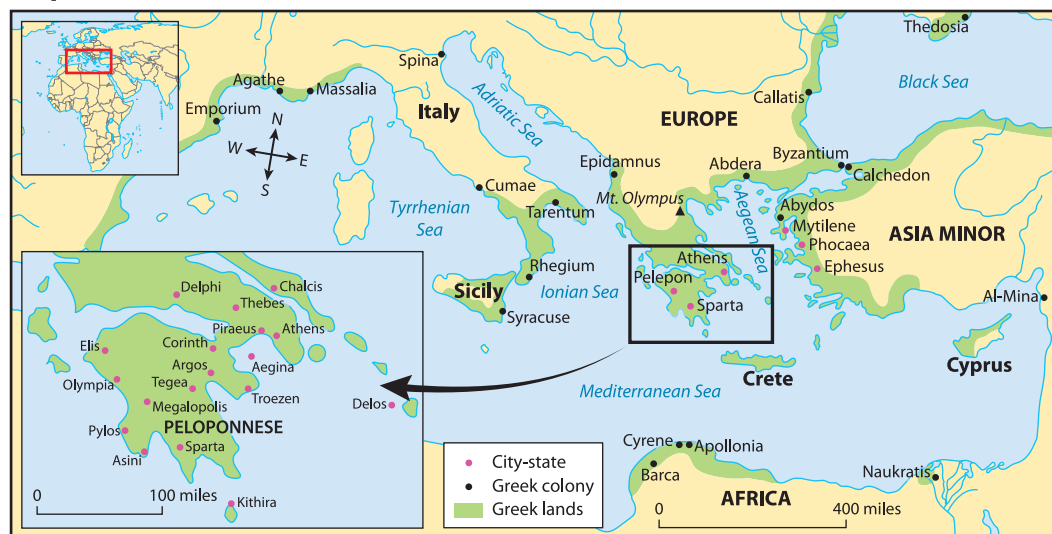 Thedosia
Black Sea
Spina
Agathe
Massalia
Italy
Adriatic Sea
EUROPE
Callatis
Emporium
N
W
E
S
Epidamnus
Abdera
Byzantium
Calchedon
Cumae
Mt. Olympus
Aegean Sea
Abydos
Mytilene
Phocaea
ASIA MINOR
Tyrrhenian
Sea
Tarentum
Ephesus
Athens
Pelepon
Sparta
Rhegium
Ionian Sea
Sicily
Syracuse
Al-Mina
Cyprus
Crete
Mediterranean Sea
Delphi
Chalcis
Thebes
Piraeus
Athens
Elis
Corinth
Aegina
Argos
Olympia
Tegea
Troezen
Megalopolis
Delos
PELOPONNESE
Pylos
Sparta
Asini
Kithira
0
100 miles
City-state
Greek colony
Greek lands
Cyrene
Apollonia
Barca
Naukratis
AFRICA
0
400 miles